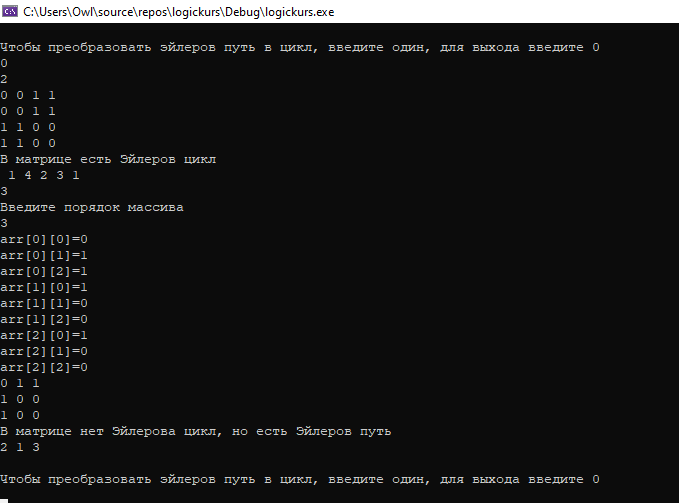 C:\Users\Owl\source\repos\logickurs\Debug\logickurs.exe
Чтобы преобразовать эйлеров путь в цикл, введите один, для выхода введите 0
0
2
0 0 1 1
0 0 1 1
1 1 0 0
1 1 0 0
В матрице есть Эйлеров цикл
1 4 2 3 1
3
Введите порядок массива
3
arr[0][0]=0
arr[0][1]=1
arr[0][2]=1
arr[1][0]=1
arr[1][1]=0
arr[1][2]=0
arr[2][0]=1
arr[2][1]=0
arr[2][2]=0
0 1 1
1 0 0
1 0 0
В матрице нет Эйлерова цикл, но есть Эйлеров путь
2 1 3
Чтобы преобразовать эйлеров путь в цикл, введите один, для выхода введите 0